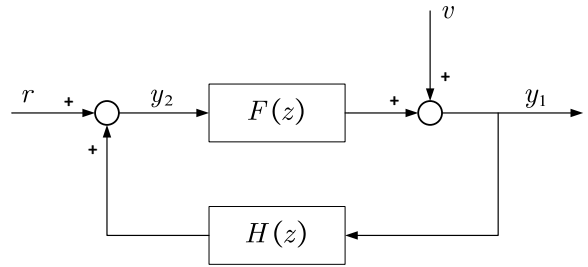 v
+
r + y₂ F(z) + y₁
+
H(z)